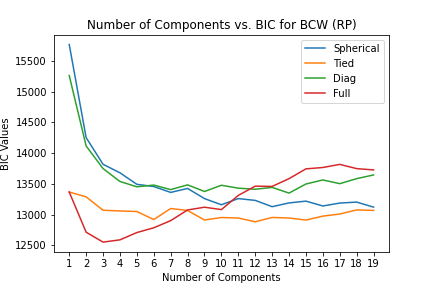 Number of Components vs. BIC for BCW (RP)
Spherical
Tied
Diag
Full
15500
15000
14500
14000
13500
13000
12500
BIC Values
1 2 3 4 5 6 7 8 9 10 11 12 13 14 15 16 17 18 19
Number of Components